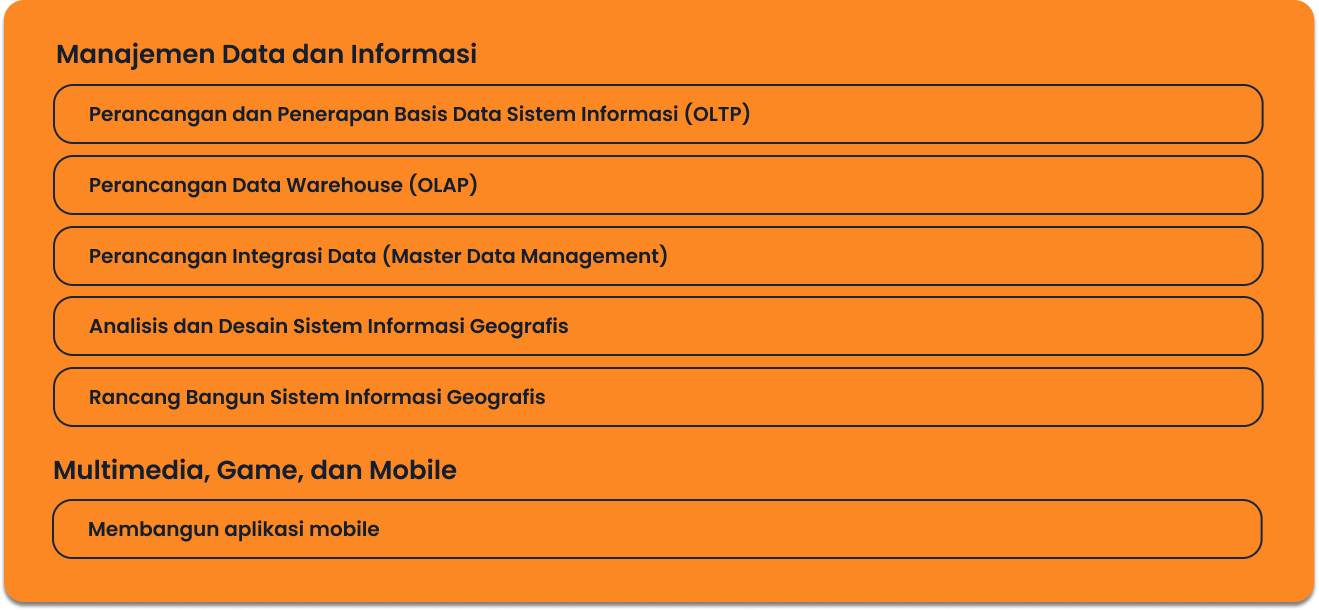 Manajemen Data dan Informasi
Perancangan dan Penerapan Basis Data Sistem Informasi (OLTP)
Perancangan Data Warehouse (OLAP)
Perancangan Integrasi Data (Master Data Management)
Analisis dan Desain Sistem Informasi Geografis
Rancang Bangun Sistem Informasi Geografis
Multimedia, Game, dan Mobile
Membangun aplikasi mobile